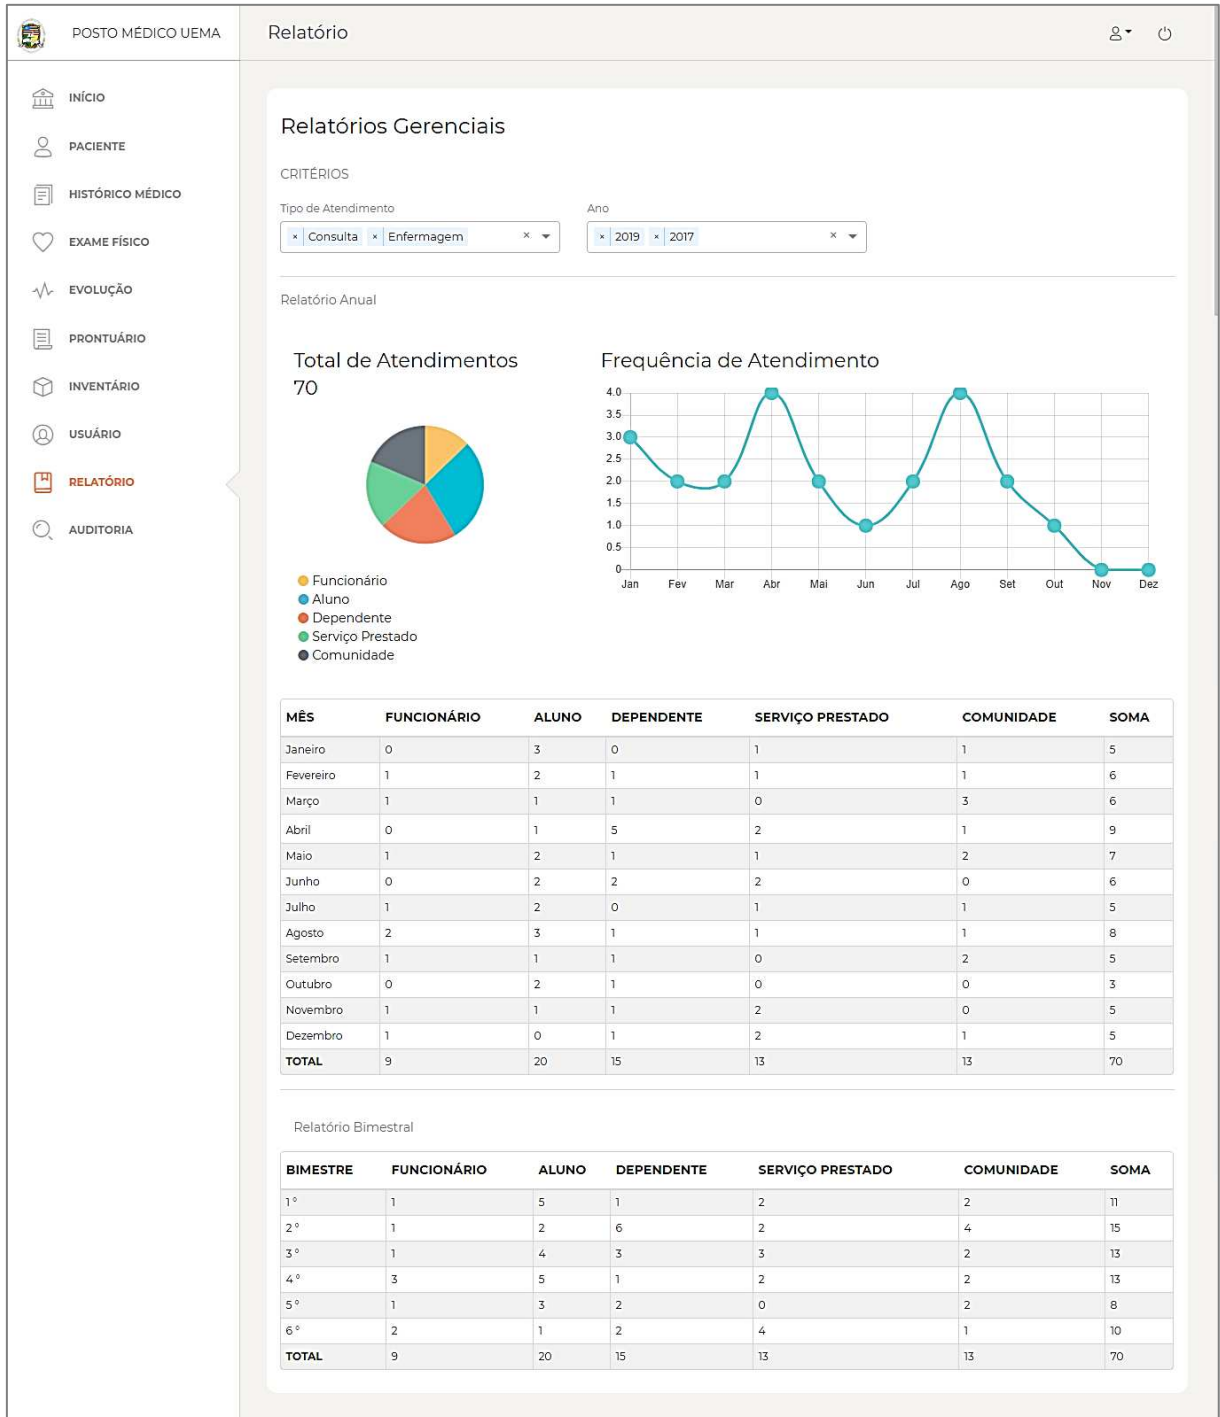 POSTO MÉDICO UEMA
Relatório
INÍCIO
PACIENTE
HISTÓRICO MÉDICO
EXAME FÍSICO
EVOLUÇÃO
PRONTUÁRIO
INVENTÁRIO
USUÁRIO
RELATÓRIO
AUDITORIA
Relatórios Gerenciais
CRITÉRIOS
Tipo de Atendimento Ano
× Consulta × Enfermagem × × 2019 × 2017 ×
Relatório Anual
Total de Atendimentos
70
Funcionário
Aluno
Dependente
Serviço Prestado
Comunidade
Frequência de Atendimento
4.0
3.5
3.0
2.5
2.0
1.5
1.0
0.5
0
Jan Fev Mar Abr Mai Jun Jul Ago Set Out Nov Dez
MÊS FUNCIONÁRIO ALUNO DEPENDENTE SERVIÇO PRESTADO COMUNIDADE SOMA
Janeiro 0 3 0 1 1 5
Fevereiro 1 2 1 1 1 6
Março 1 1 1 0 3 6
Abril 0 1 5 2 1 9
Maio 1 2 1 1 2 7
Junho 0 2 2 2 0 6
Julho 1 2 0 1 1 5
Agosto 2 3 1 1 1 8
Setembro 1 1 1 0 2 5
Outubro 0 2 1 0 0 3
Novembro 1 1 1 2 0 5
Dezembro 1 0 1 2 1 5
TOTAL 9 20 15 13 13 70
Relatório Bimestral
BIMESTRE FUNCIONÁRIO ALUNO DEPENDENTE SERVIÇO PRESTADO COMUNIDADE SOMA
1 º 1 5 1 2 2 11
2 º 1 2 6 2 4 15
3 º 1 4 3 3 2 13
4 º 3 5 1 2 2 13
5 º 1 3 2 0 2 8
6 º 2 1 2 4 1 10
TOTAL 9 20 15 13 13 70